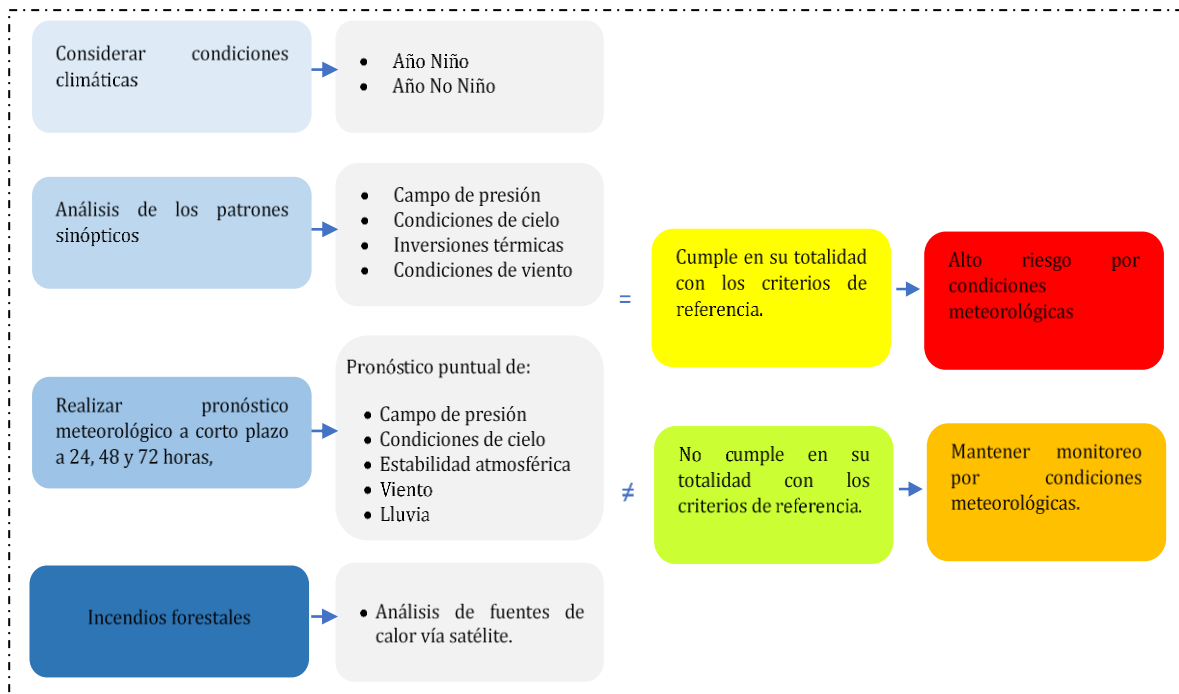 Considerar condiciones
climáticas
• Año Niño
• Año No Niño
Análisis de los patrones
sinópticos
• Campo de presión
• Condiciones de cielo
• Inversiones térmicas
• Condiciones de viento
Realizar pronóstico
meteorológico a corto plazo
a 24, 48 y 72 horas,
Pronóstico puntual de:
• Campo de presión
• Condiciones de cielo
• Estabilidad atmosférica
• Viento
• Lluvia
Incendios forestales
• Análisis de fuentes de
calor vía satélite.
=
Cumple en su totalidad
con los criterios de
referencia.
Alto riesgo por
condiciones
meteorológicas
≠
No cumple en su
totalidad con los
criterios de referencia.
Mantener monitoreo
por condiciones
meteorológicas.